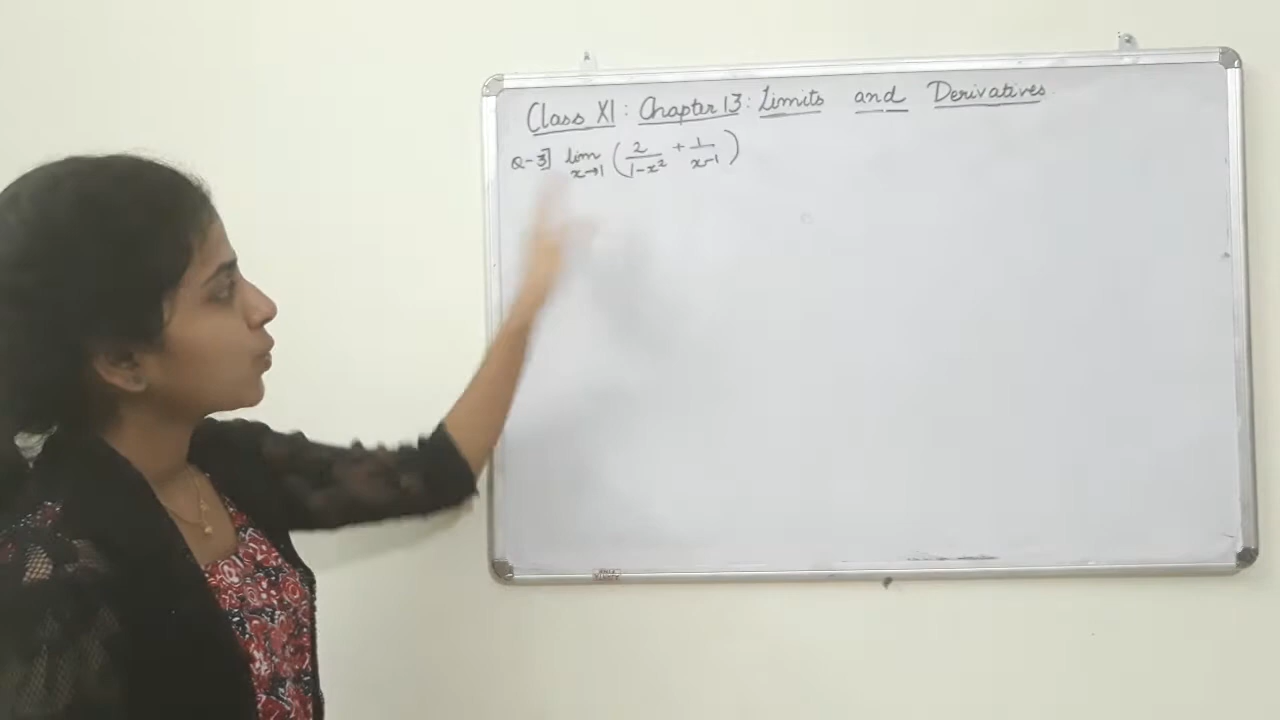 Class XI : Chapter 13 : Limits and Derivatives
Q-3] lim x→1 ( 2/1-x² + 1/x-1 )